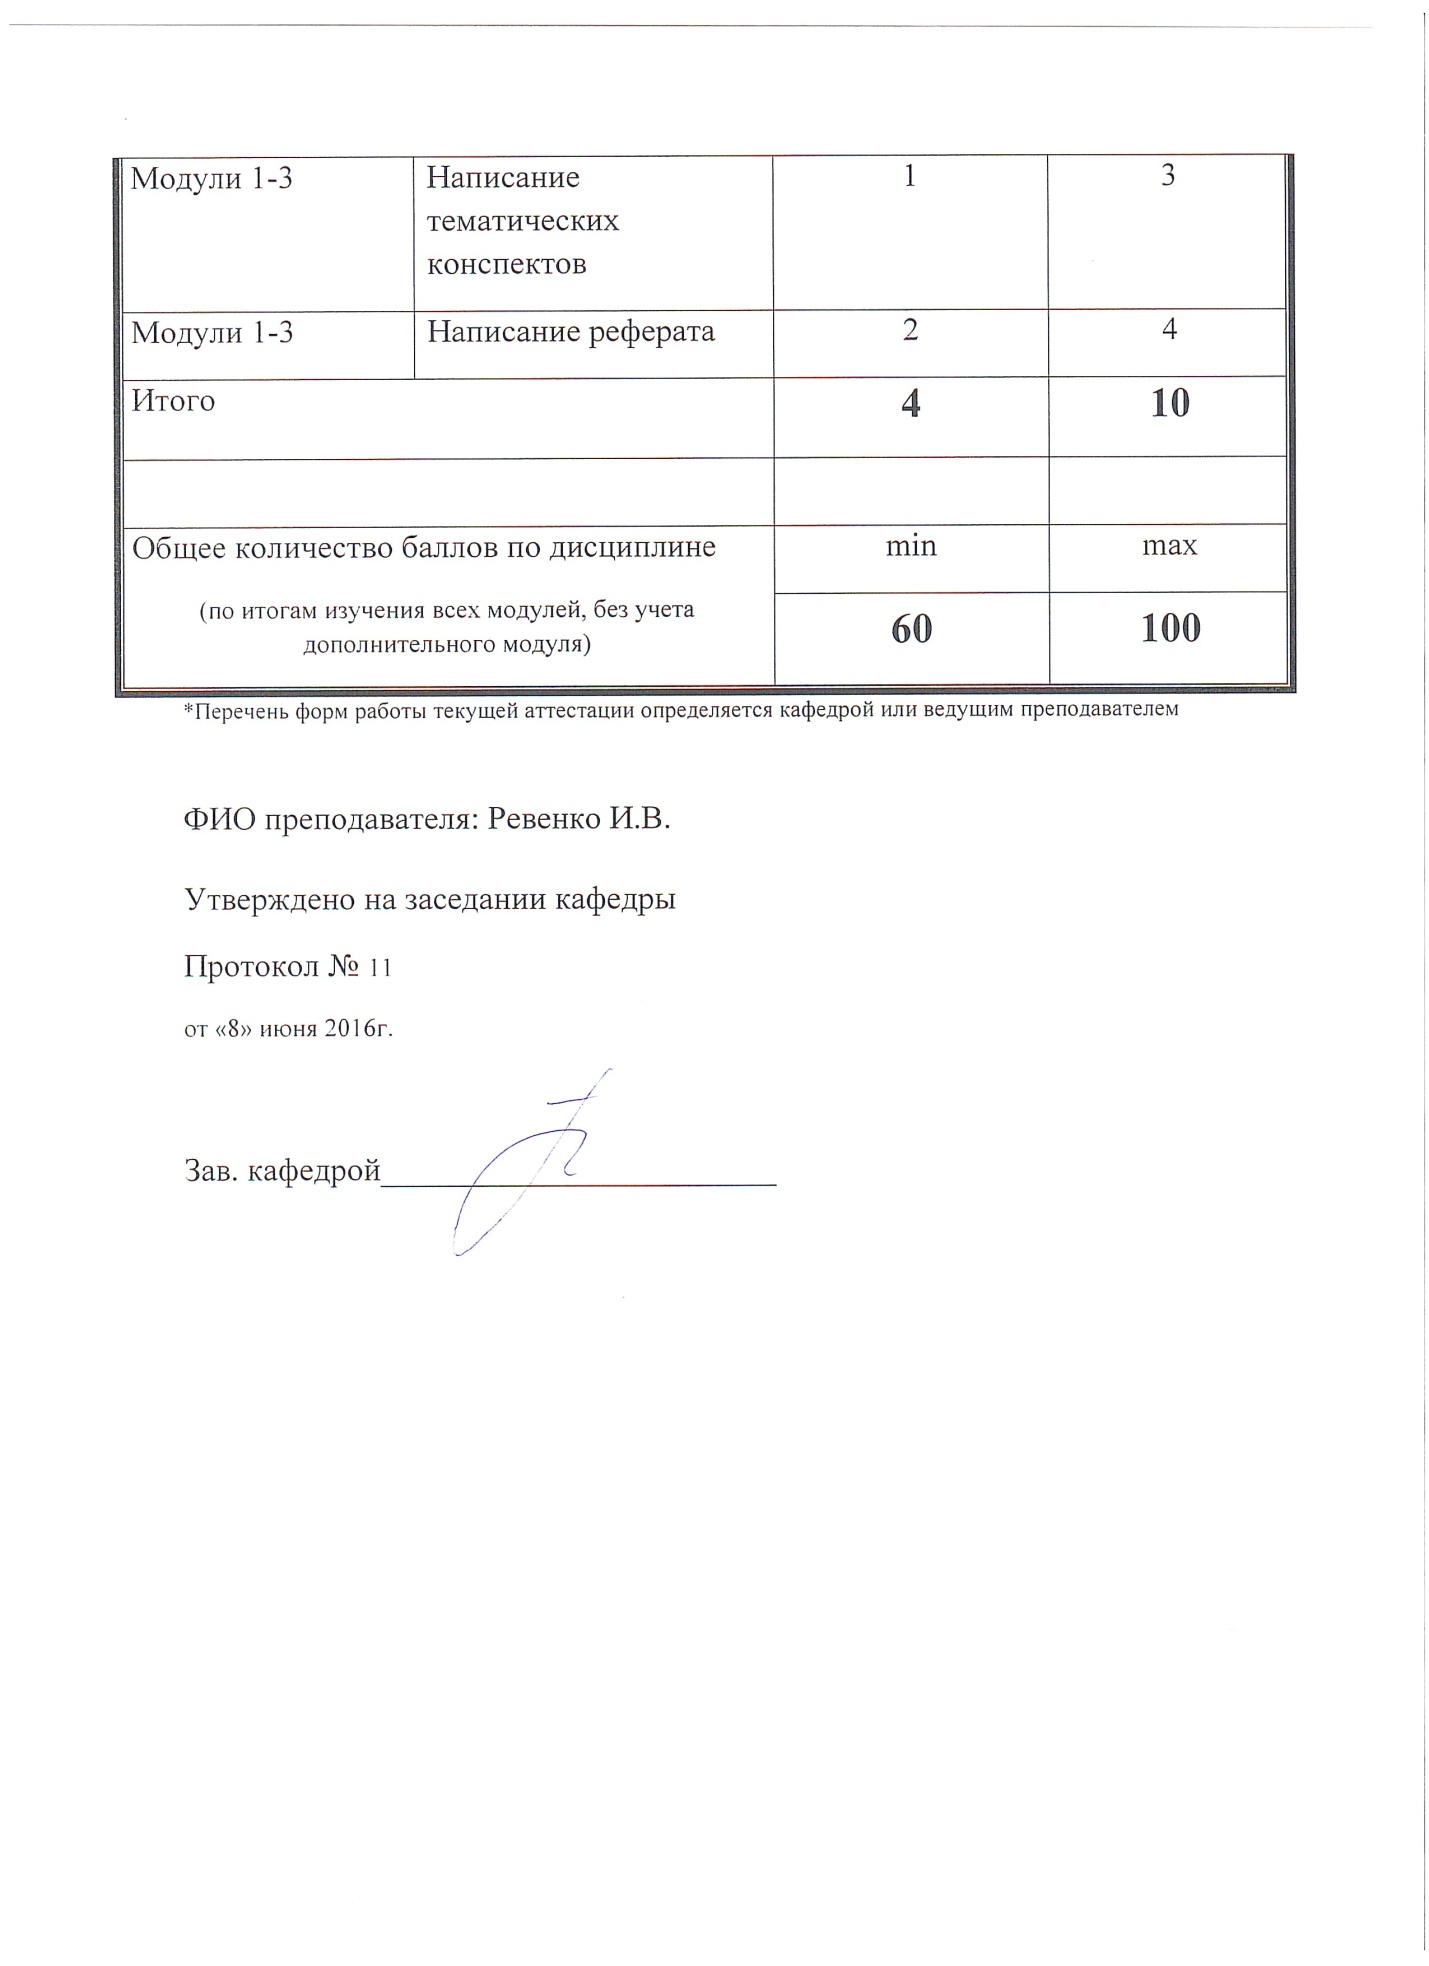 Модули 1-3 Написание 1 3
тематических
конспектов
Модули 1-3 Написание реферата 2 4
Итого 4 10
Общее количество баллов по дисциплине min max
(по итогам изучения всех модулей, без учета
дополнительного модуля) 60 100
*Перечень форм работы текущей аттестации определяется кафедрой или ведущим преподавателем
ФИО преподавателя: Ревенко И.В.
Утверждено на заседании кафедры
Протокол № 11
от «8» июня 2016г.
Зав. кафедрой